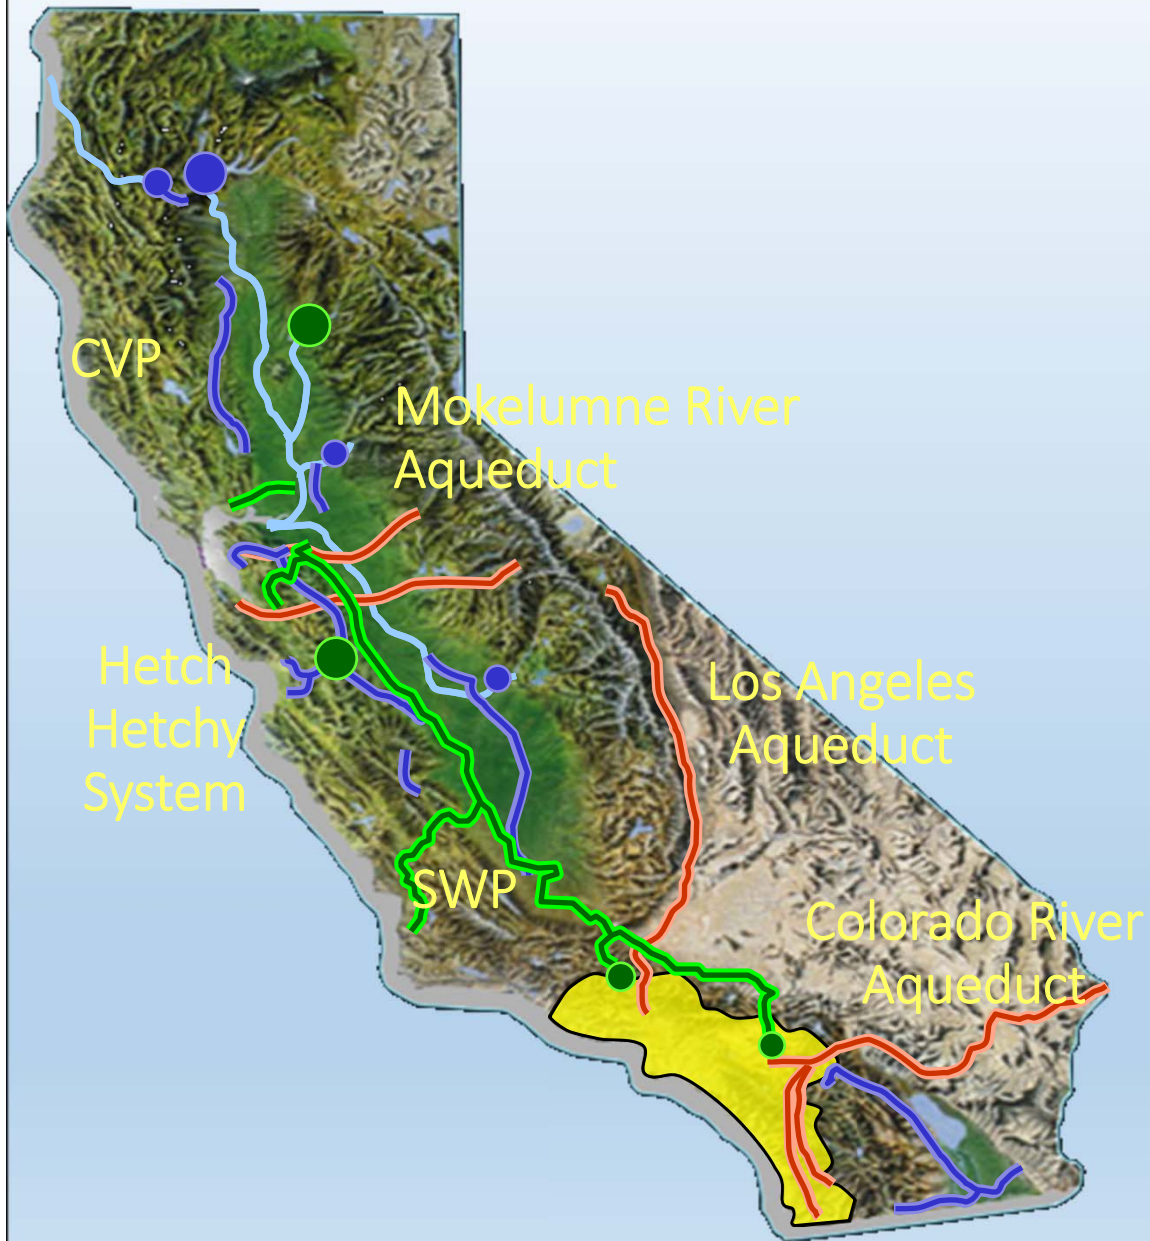 CVP
Mokelumne River
Aqueduct
Hetch
Hetchy
System
Los Angeles
Aqueduct
SWP
Colorado River
Aqueduct